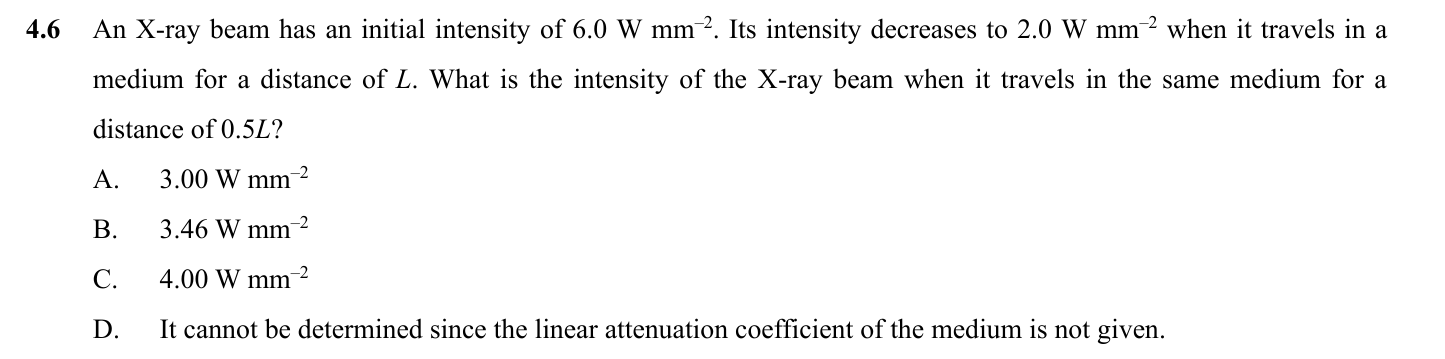 4.6 An X-ray beam has an initial intensity of 6.0 W mm⁻². Its intensity decreases to 2.0 W mm⁻² when it travels in a
medium for a distance of L. What is the intensity of the X-ray beam when it travels in the same medium for a
distance of 0.5L?
A. 3.00 W mm⁻²
B. 3.46 W mm⁻²
C. 4.00 W mm⁻²
D. It cannot be determined since the linear attenuation coefficient of the medium is not given.